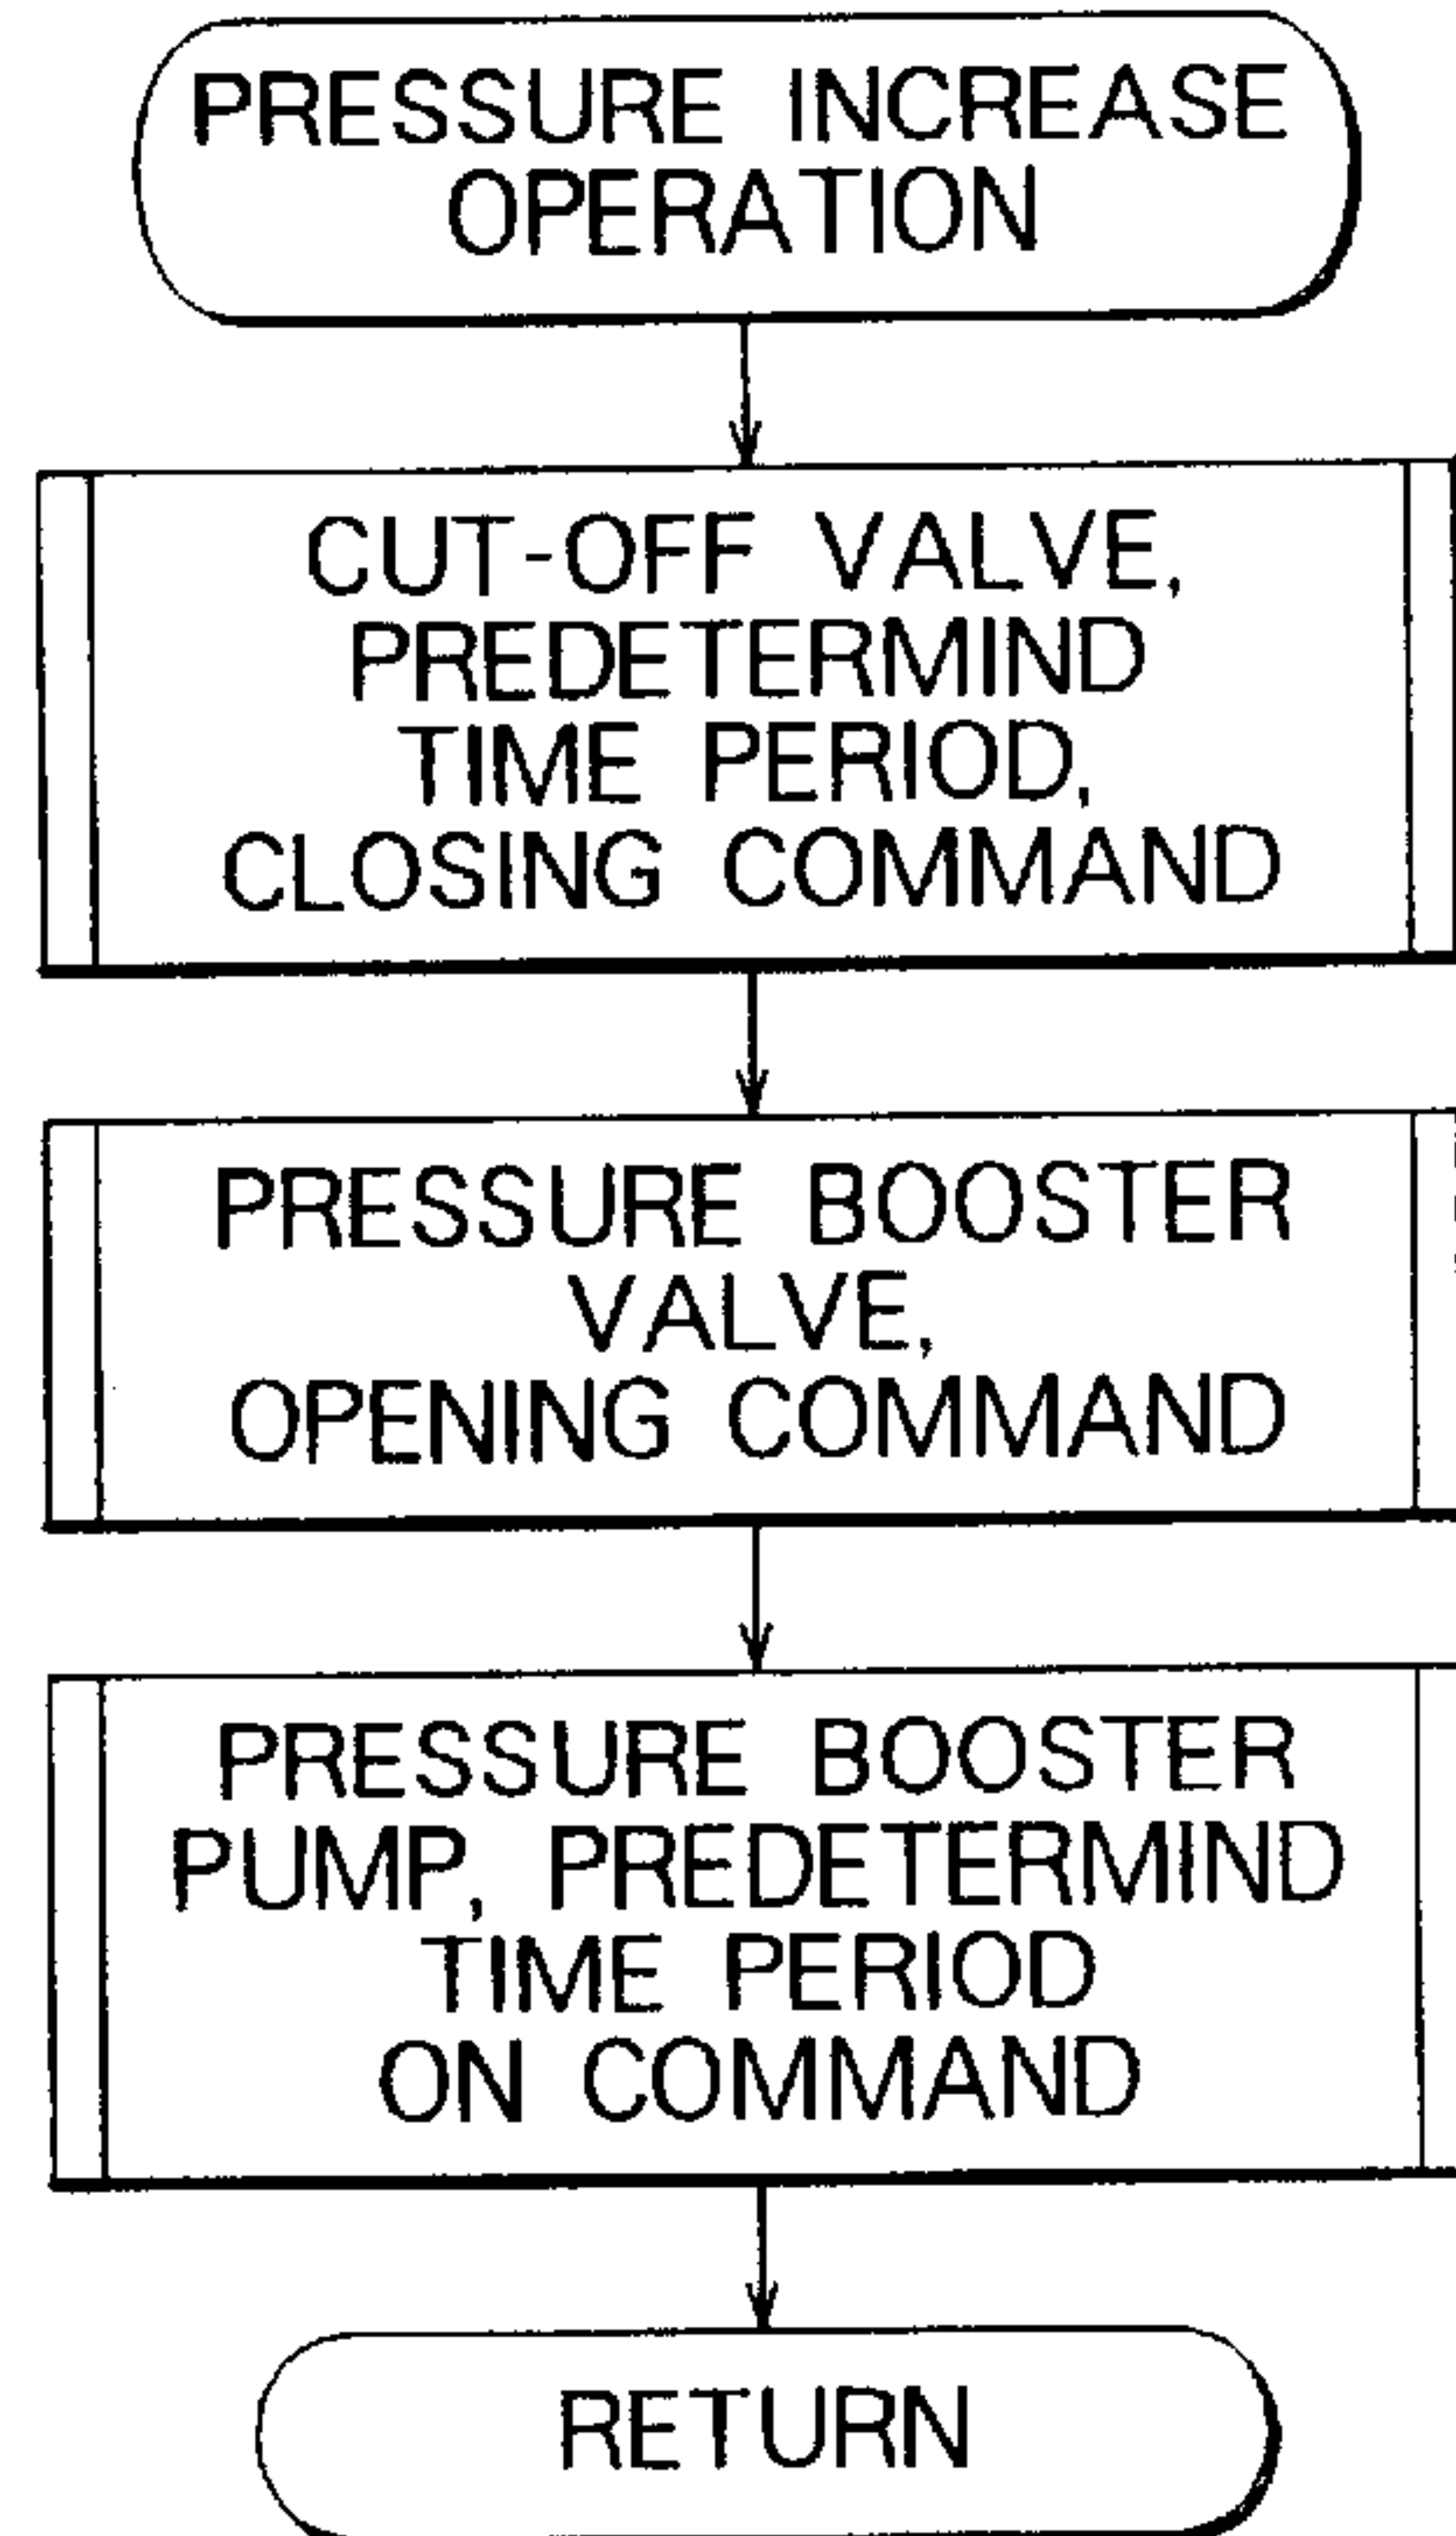 PRESSURE INCREASE
OPERATION
CUT-OFF VALVE,
PREDETERMIND
TIME PERIOD,
CLOSING COMMAND
PRESSURE BOOSTER
VALVE,
OPENING COMMAND
PRESSURE BOOSTER
PUMP, PREDETERMIND
TIME PERIOD
ON COMMAND
RETURN